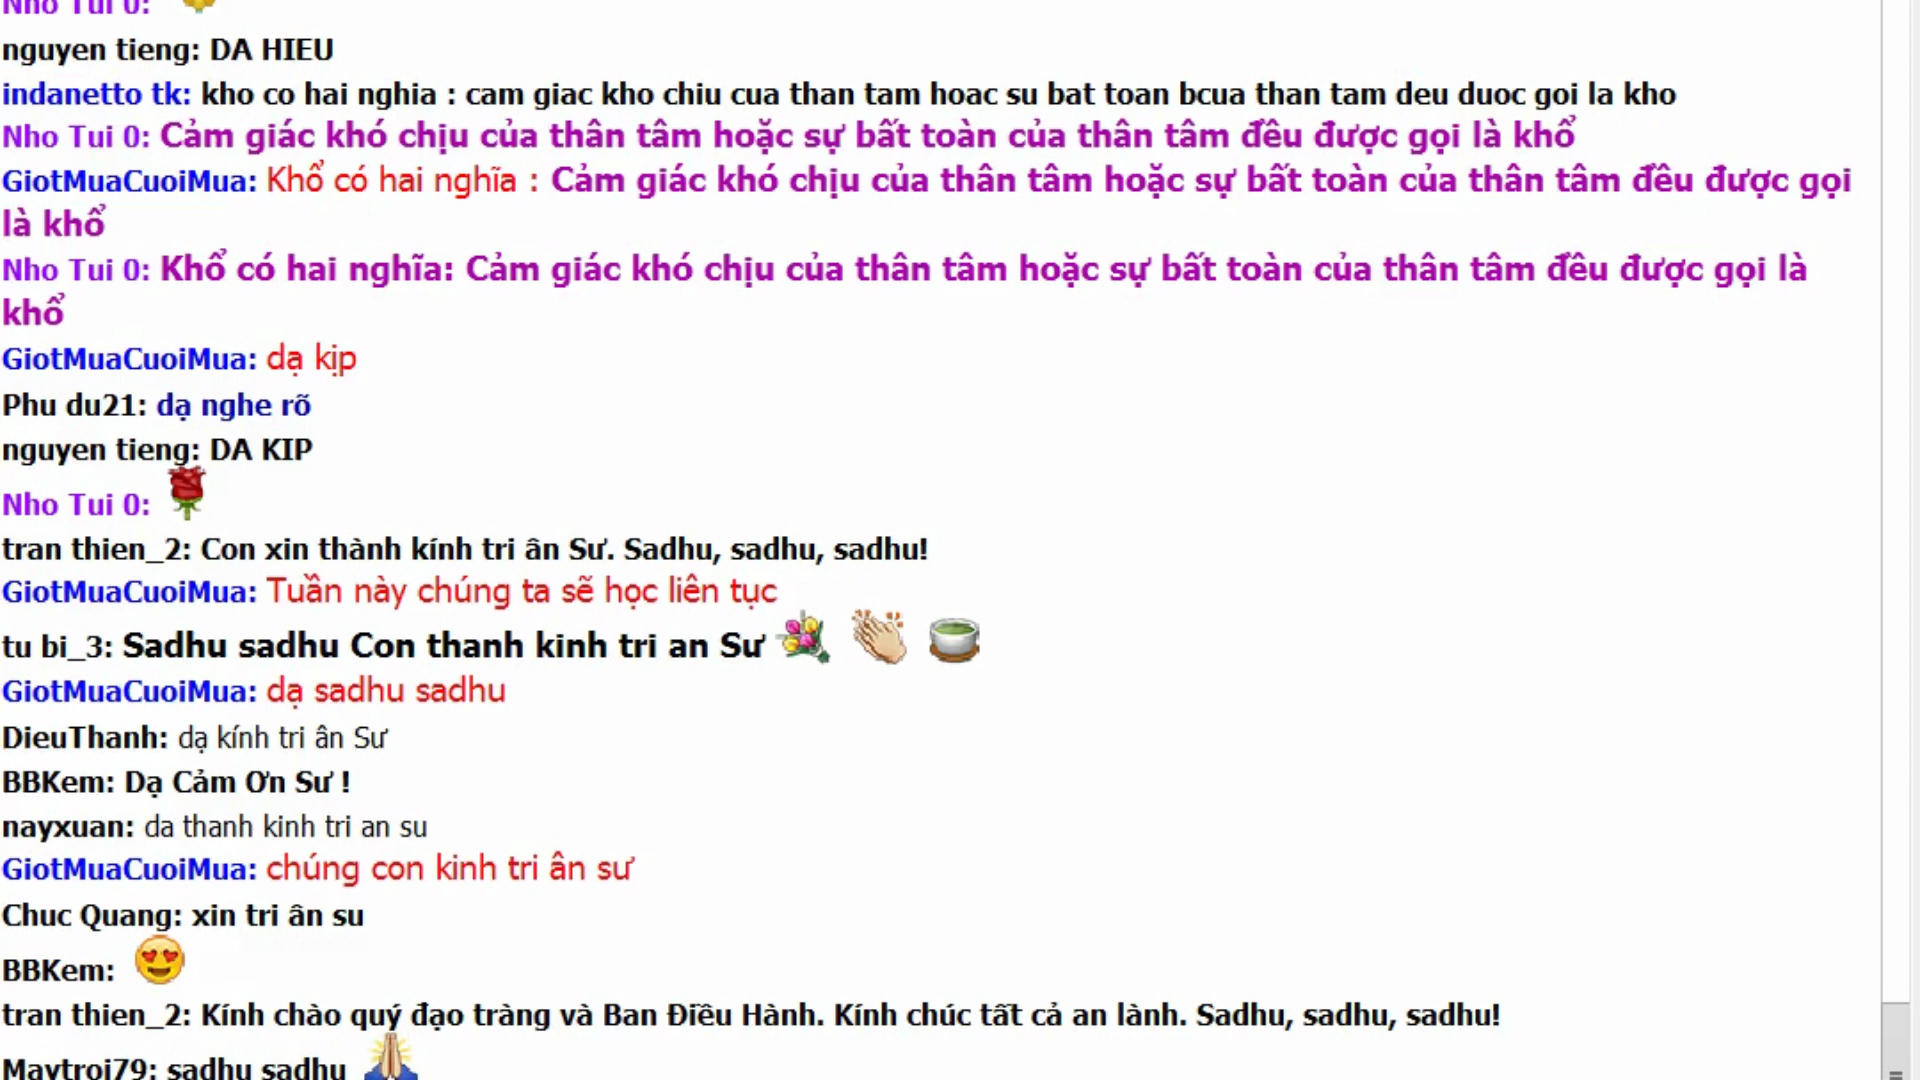 Nho Tui 0:
nguyen tieng: DA HIEU
indanetto tk: kho co hai nghia : cam giac kho chiu cua than tam hoac su bat toan bcua than tam deu duoc goi la kho
Nho Tui 0: Cảm giác khó chịu của thân tâm hoặc sự bất toàn của thân tâm đều được gọi là khổ
GiotMuaCuoiMua: Khổ có hai nghĩa : Cảm giác khó chịu của thân tâm hoặc sự bất toàn của thân tâm đều được gọi
là khổ
Nho Tui 0: Khổ có hai nghĩa: Cảm giác khó chịu của thân tâm hoặc sự bất toàn của thân tâm đều được gọi là
khổ
GiotMuaCuoiMua: dạ kịp
Phu du21: dạ nghe rõ
nguyen tieng: DA KIP
Nho Tui 0:
tran thien_2: Con xin thành kính tri ân Sư. Sadhu, sadhu, sadhu!
GiotMuaCuoiMua: Tuần này chúng ta sẽ học liên tục
tu bi_3: Sadhu sadhu Con thanh kinh tri an Sư
GiotMuaCuoiMua: dạ sadhu sadhu
DieuThanh: dạ kính tri ân Sư
BBKem: Dạ Cảm Ơn Sư !
nayxuan: da thanh kinh tri an su
GiotMuaCuoiMua: chúng con kinh tri ân sư
Chuc Quang: xin tri ân su
BBKem:
tran thien_2: Kính chào quý đạo tràng và Ban Điều Hành. Kính chúc tất cả an lành. Sadhu, sadhu, sadhu!
Maytroi79: sadhu sadhu